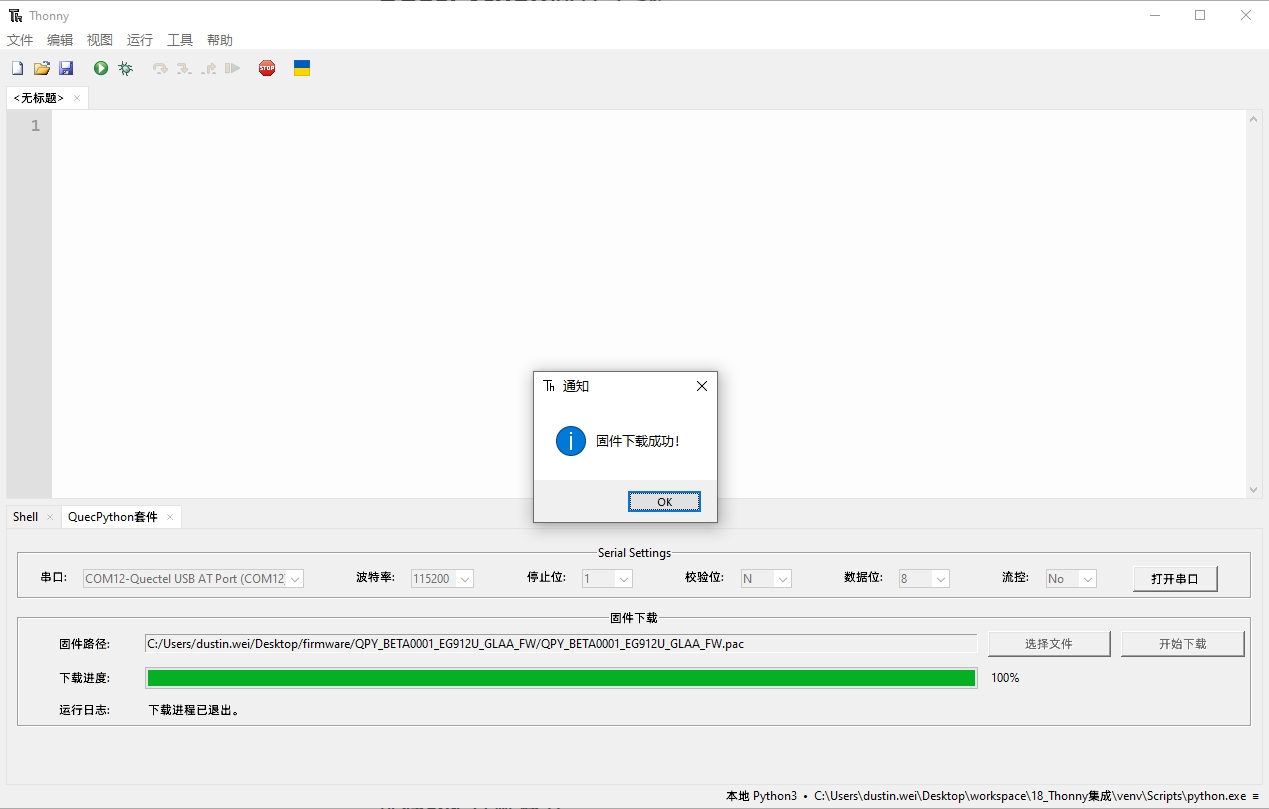 Thonny
文件 编辑 视图 运行 工具 帮助
STOP
<无标题> ×
1
Th 通知
固件下载成功!
OK
Shell × QuecPython套件 ×
Serial Settings
串口: COM12-Quectel USB AT Port (COM12) 波特率: 115200 停止位: 1 校验位: N 数据位: 8 流控: No 打开串口
固件下载
固件路径: C:/Users/dustin.wei/Desktop/firmware/QPY_BETA0001_EG912U_GLAA_FW/QPY_BETA0001_EG912U_GLAA_FW.pac 选择文件 开始下载
下载进度: 100%
运行日志: 下载进程已退出。
本地 Python3 • C:\Users\dustin.wei\Desktop\workspace\18_Thonny集成\venv\Scripts\python.exe ≡